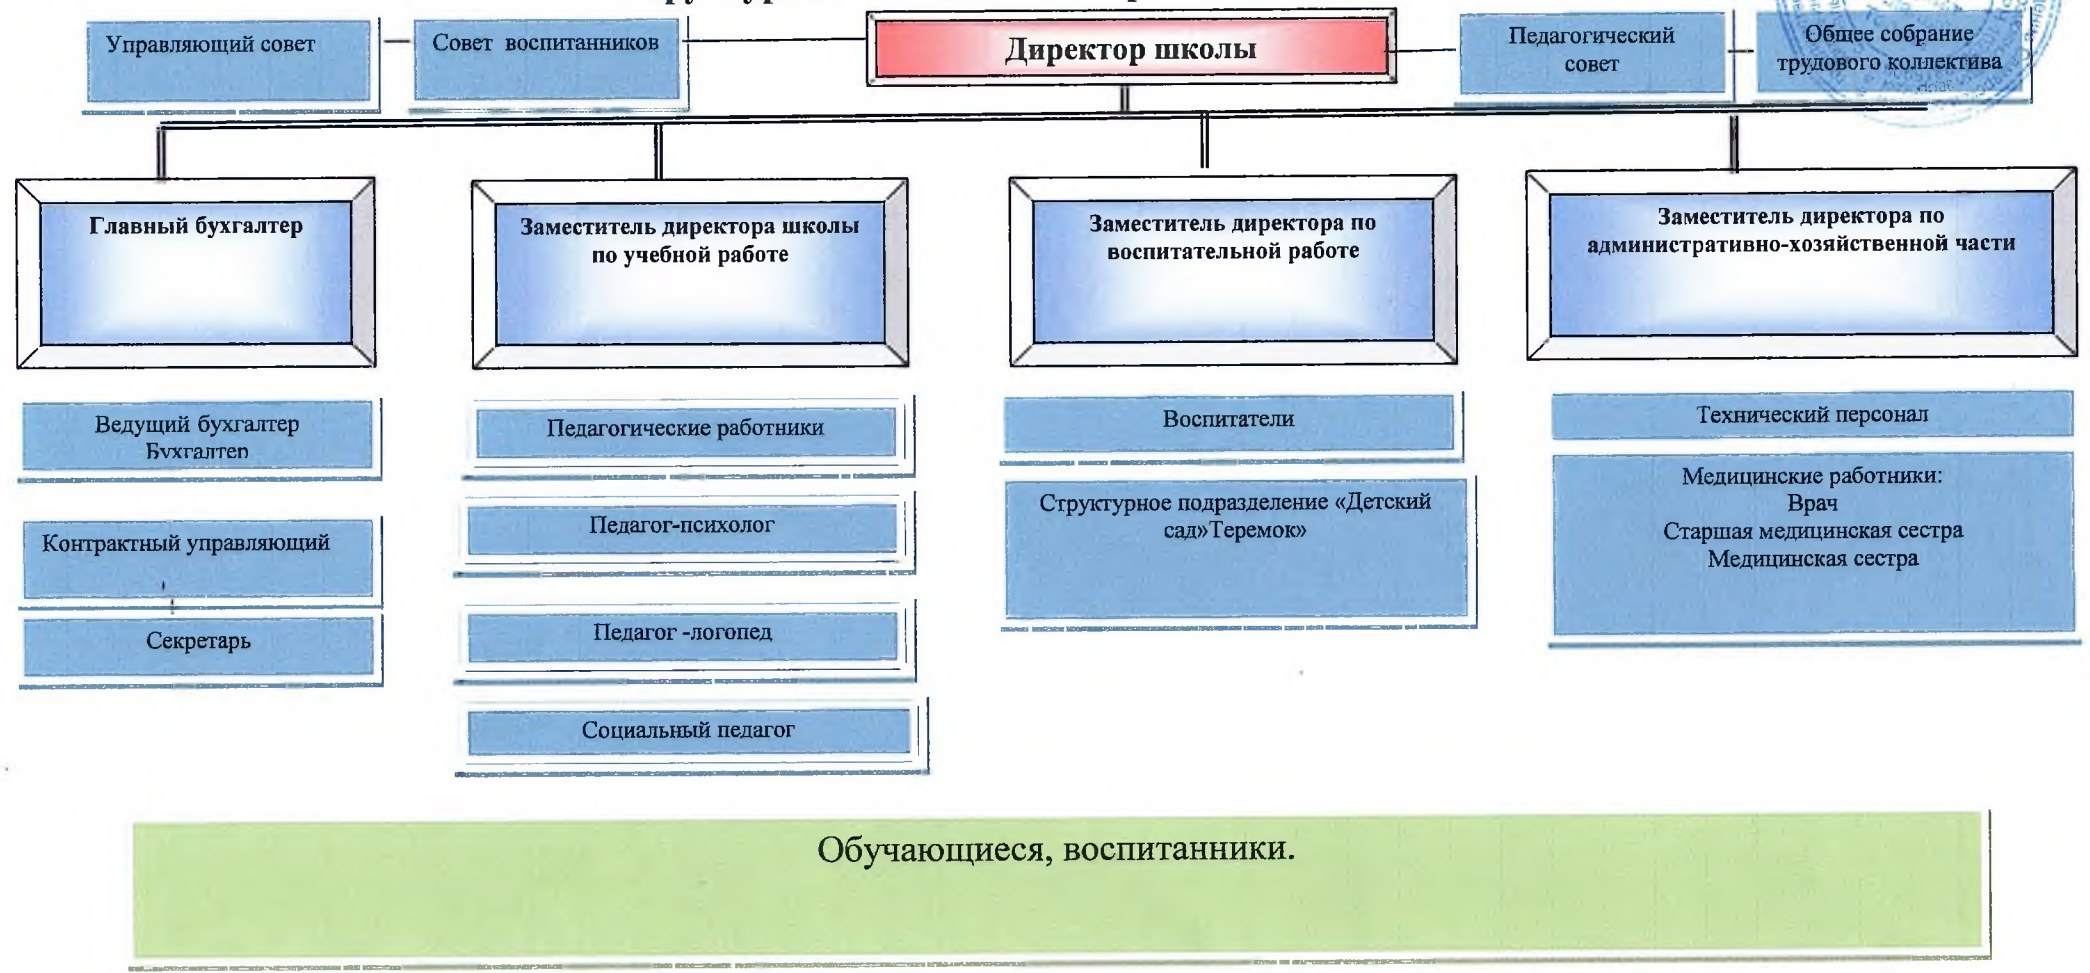 Управляющий совет
Совет воспитанников
Директор школы
Педагогический
совет
Общее собрание
трудового коллектива
Главный бухгалтер
Заместитель директора школы
по учебной работе
Заместитель директора по
воспитательной работе
Заместитель директора по
административно-хозяйственной части
Ведущий бухгалтер
Бухгалтер
Контрактный управляющий
Секретарь
Педагогические работники
Педагог-психолог
Педагог -логопед
Социальный педагог
Воспитатели
Структурное подразделение «Детский
сад»Теремок»
Технический персонал
Медицинские работники:
Врач
Старшая медицинская сестра
Медицинская сестра
Обучающиеся, воспитанники.